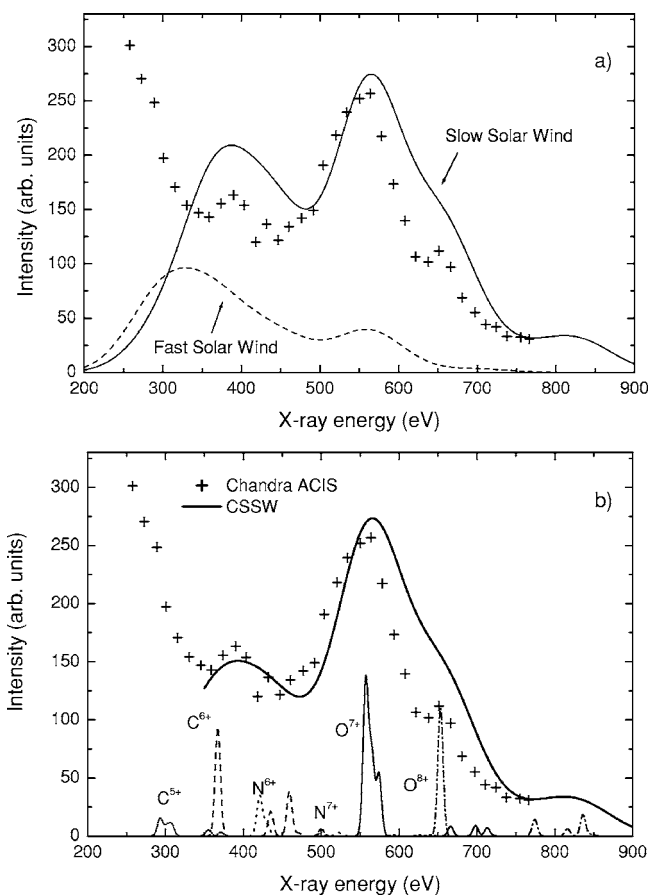 a)
300
250
200
150
100
50
0
Intensity (arb. units)
Slow Solar Wind
Fast Solar Wind
200 300 400 500 600 700 800 900
X-ray energy (eV)
b)
Chandra ACIS
CSSW
300
250
200
150
100
50
0
Intensity (arb. units)
C5+
C6+
N6+
N7+
O7+
O8+
200 300 400 500 600 700 800 900
X-ray energy (eV)